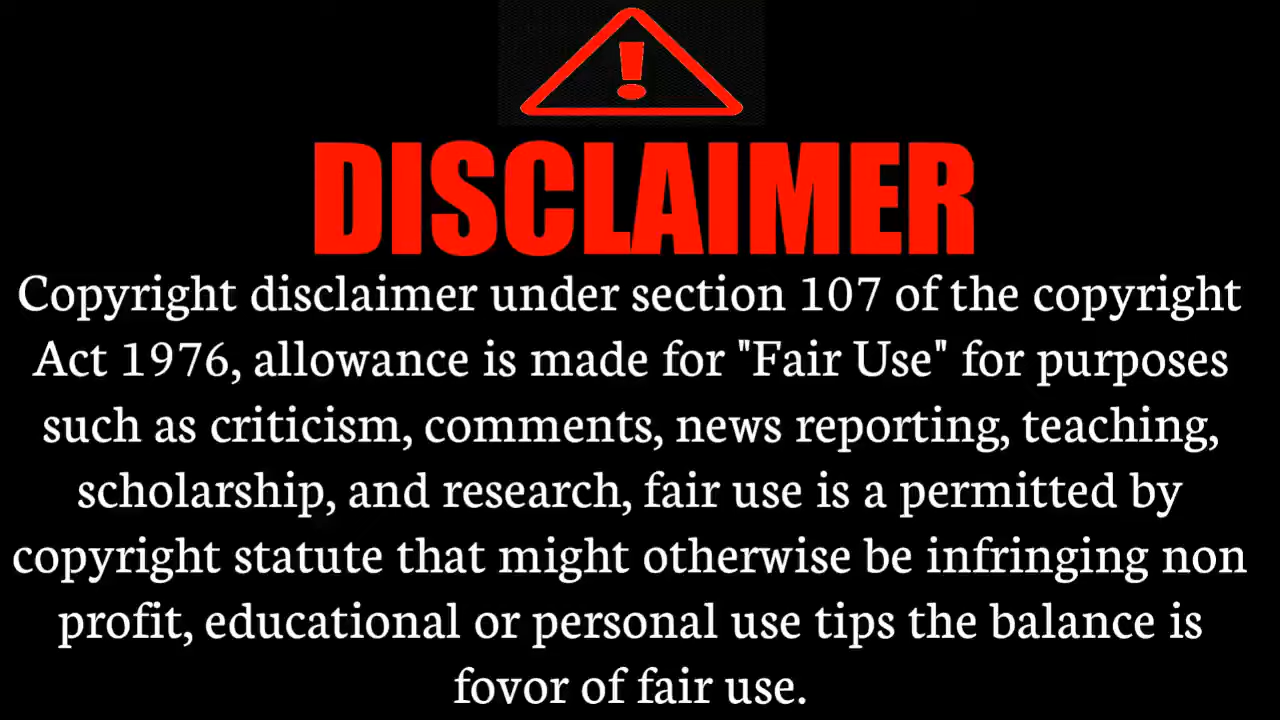 DISCLAIMER
Copyright disclaimer under section 107 of the copyright
Act 1976, allowance is made for "Fair Use" for purposes
such as criticism, comments, news reporting, teaching,
scholarship, and research, fair use is a permitted by
copyright statute that might otherwise be infringing non
profit, educational or personal use tips the balance is
fovor of fair use.